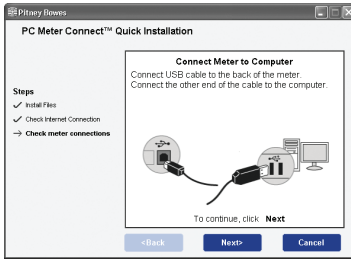 Pitney Bowes
PC Meter Connect™ Quick Installation
Connect Meter to Computer
Connect USB cable to the back of the meter.
Connect the other end of the cable to the computer.
Steps
Install Files
Check Internet Connection
Check meter connections
To continue, click Next
<Back Next> Cancel